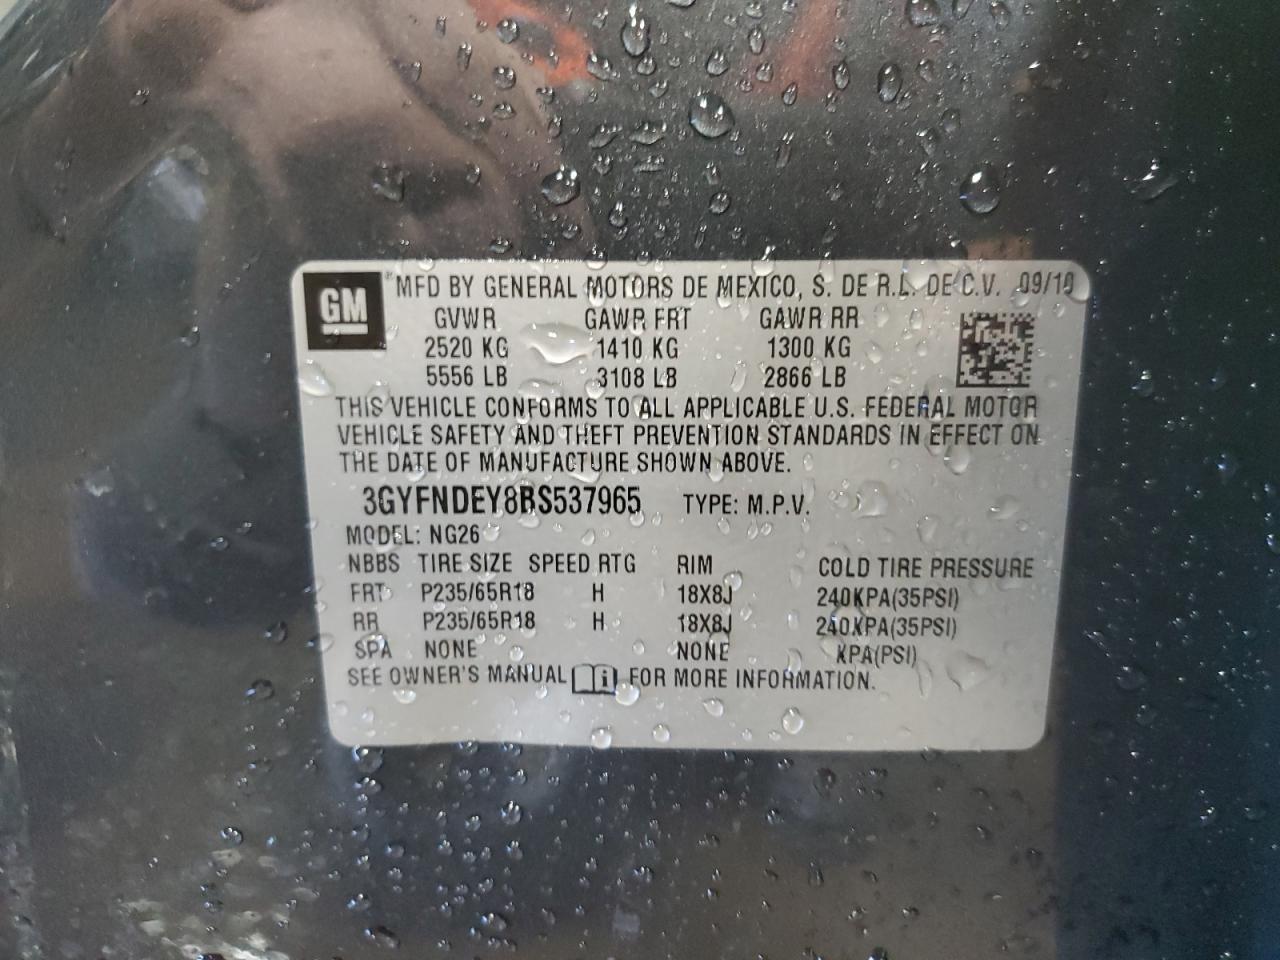 GM ® MFD BY GENERAL MOTORS DE MEXICO, S. DE R.L. DE C.V. 09/10
GVWR GAWR FRT GAWR RR
2520 KG 1410 KG 1300 KG
5556 LB 3108 LB 2866 LB
THIS VEHICLE CONFORMS TO ALL APPLICABLE U.S. FEDERAL MOTOR
VEHICLE SAFETY AND THEFT PREVENTION STANDARDS IN EFFECT ON
THE DATE OF MANUFACTURE SHOWN ABOVE.
3GYFNDEY8BS537965 TYPE: M.P.V.
MODEL: NG26
NBBS TIRE SIZE SPEED RTG RIM COLD TIRE PRESSURE
FRT P235/65R18 H 18X8J 240KPA(35PSI)
RR P235/65R18 H 18X8J 240KPA(35PSI)
SPA NONE NONE KPA(PSI)
SEE OWNER'S MANUAL i FOR MORE INFORMATION.